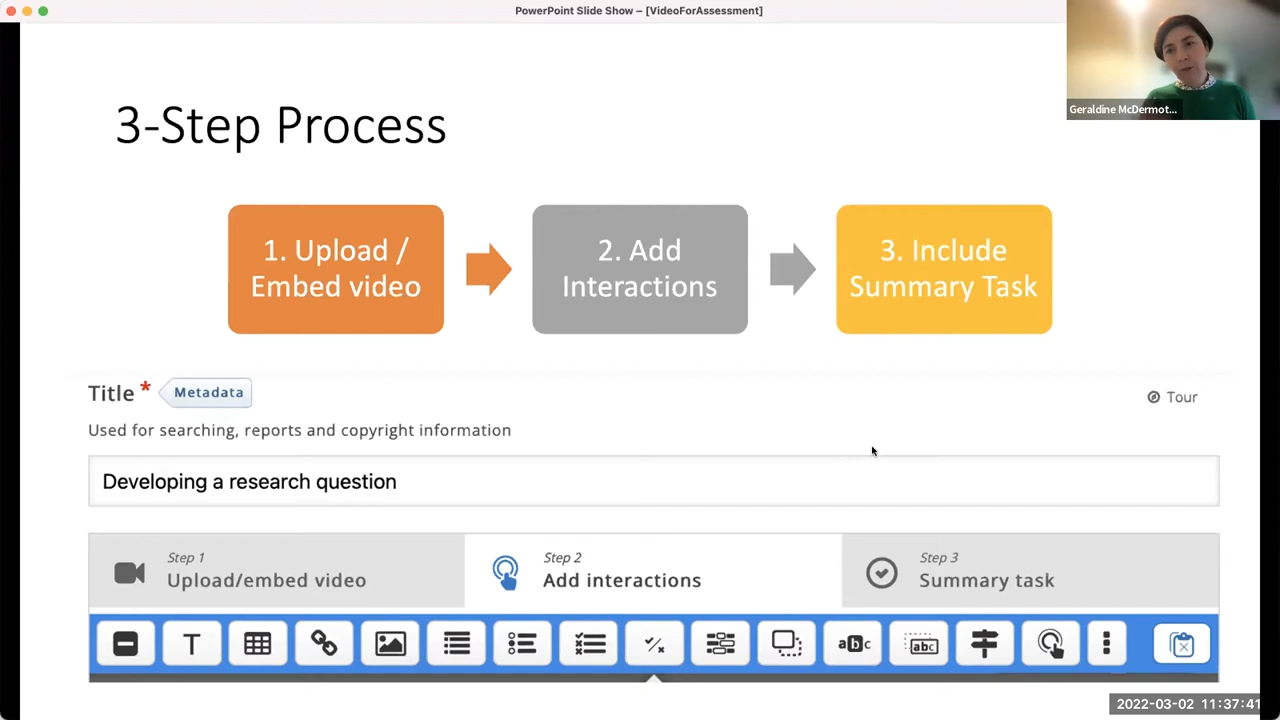 PowerPoint Slide Show – [VideoForAssessment]
Geraldine McDermot...
3-Step Process
1. Upload /
Embed video
2. Add
Interactions
3. Include
Summary Task
Title * Metadata
Tour
Used for searching, reports and copyright information
Developing a research question
Step 1
Upload/embed video
Step 2
Add interactions
Step 3
Summary task
T
abc
abc
2022-03-02 11:37:41